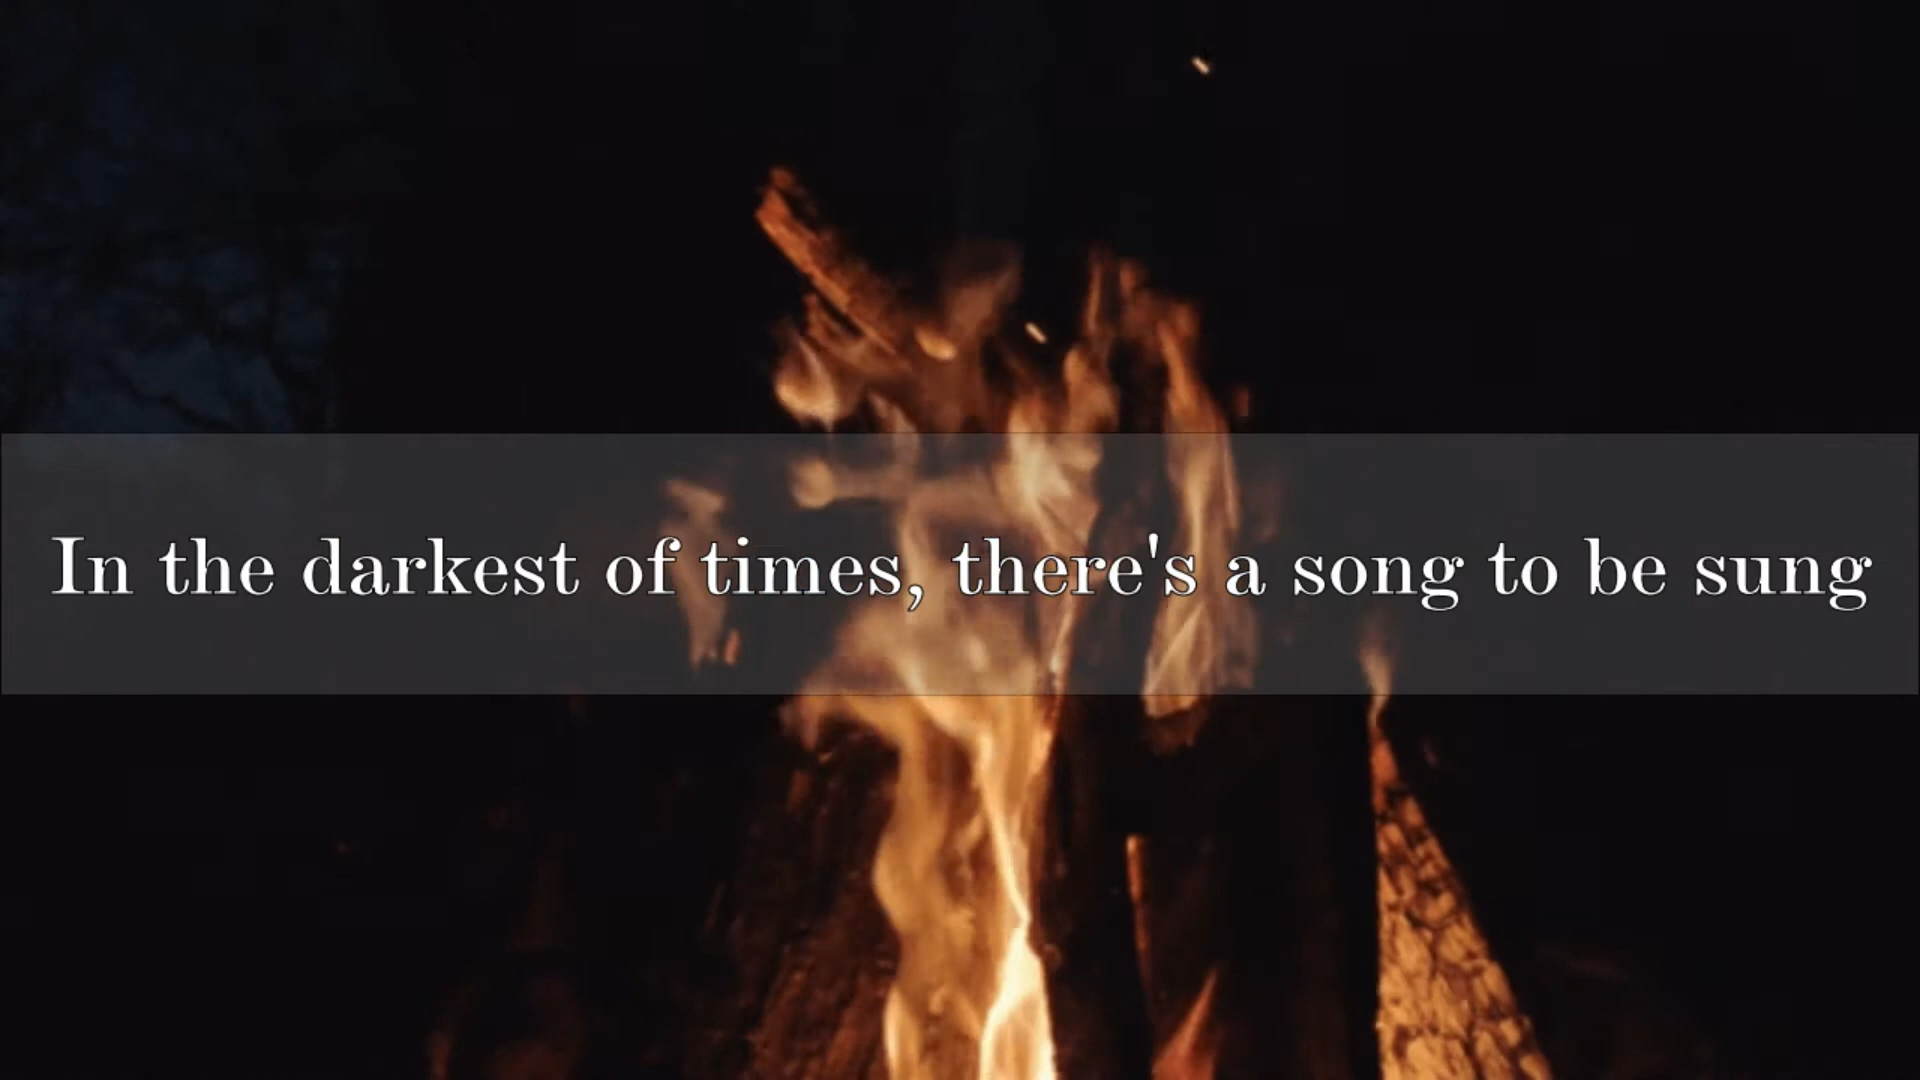 In the darkest of times, there's a song to be sung